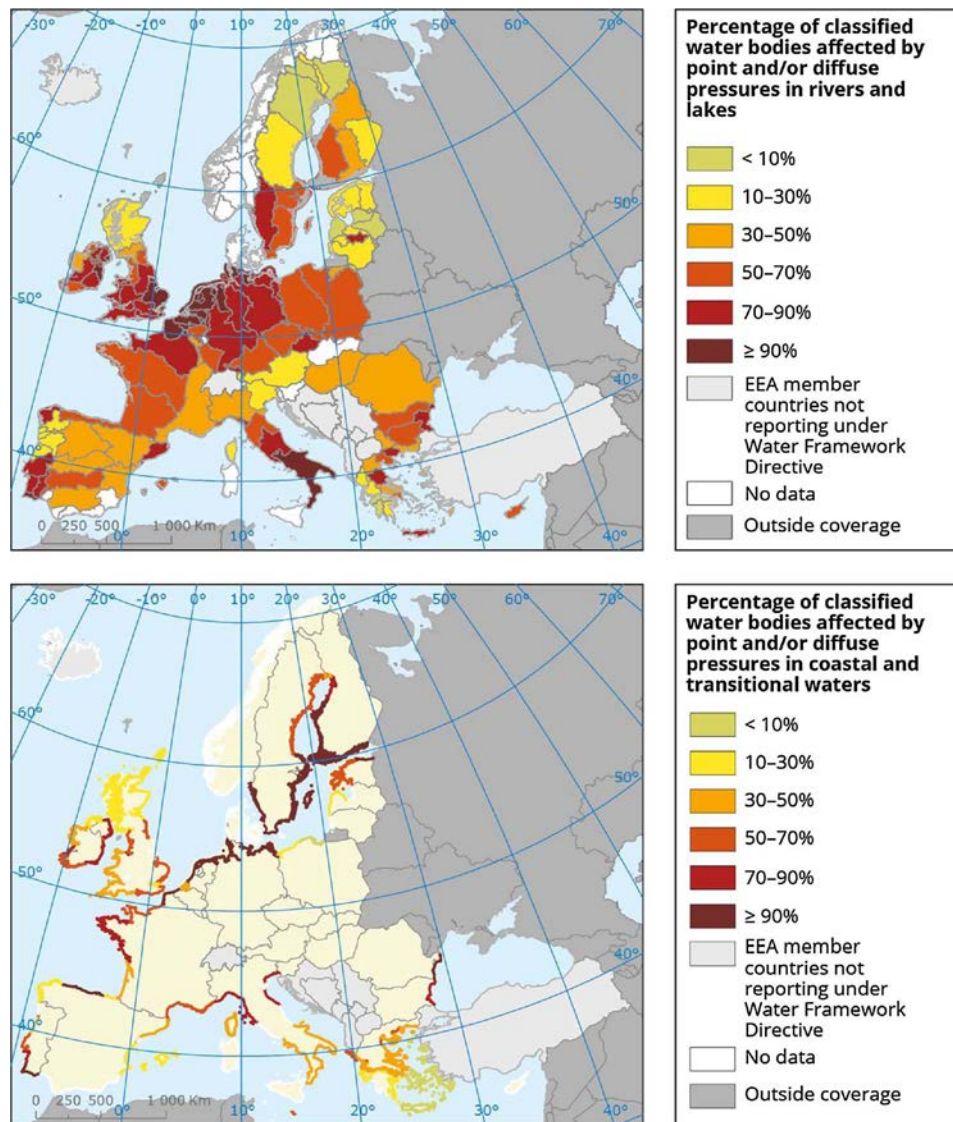 -30° -20° -10° 0° 10° 20° 30° 40° 50° 60° 70°
60°
50°
50°
40°
40°
0 250 500 1 000 Km
0° 10° 20° 30° 40°
Percentage of classified
water bodies affected by
point and/or diffuse
pressures in rivers and
lakes
< 10%
10–30%
30–50%
50–70%
70–90%
≥ 90%
EEA member
countries not
reporting under
Water Framework
Directive
No data
Outside coverage
-30° -20° -10° 0° 10° 20° 30° 40° 50° 60° 70°
60°
50°
50°
40°
40°
0 250 500 1 000 Km
0° 10° 20° 30° 40°
Percentage of classified
water bodies affected by
point and/or diffuse
pressures in coastal and
transitional waters
< 10%
10–30%
30–50%
50–70%
70–90%
≥ 90%
EEA member
countries not
reporting under
Water Framework
Directive
No data
Outside coverage